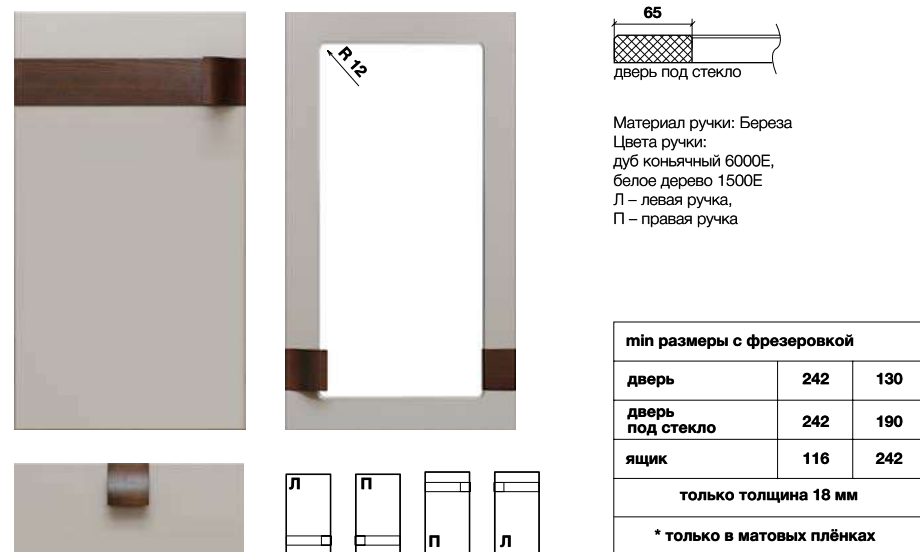 R 12
65
дверь под стекло
Материал ручки: Береза
Цвета ручки:
дуб коньячный 6000Е,
белое дерево 1500Е
Л – левая ручка,
П – правая ручка
min размеры с фрезеровкой
дверь 242 130
дверь
под стекло 242 190
ящик 116 242
только толщина 18 мм
* только в матовых плёнках
Л П
П Л